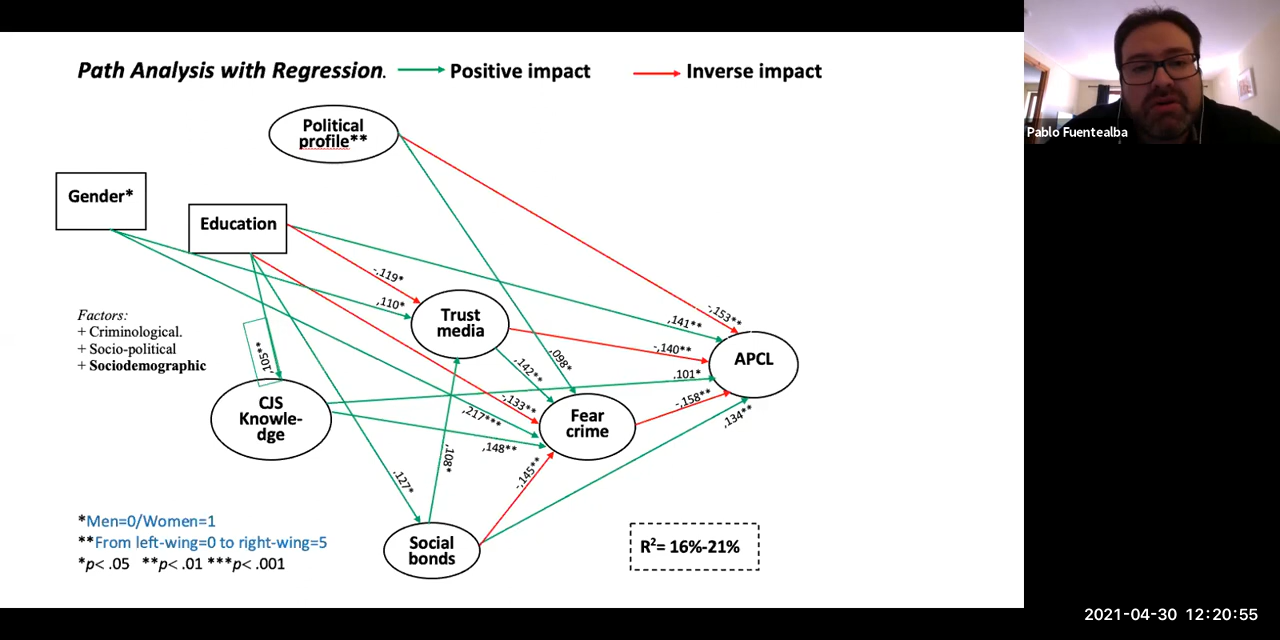 Path Analysis with Regression.
Positive impact
Inverse impact
Political
profile**
Gender*
Education
-,119*
,110*
Trust
media
-,153**
,141**
APCL
-,140**
,101*
,098*
,142**
Factors:
+ Criminological.
+ Socio-political
+ Sociodemographic
,105**
CJS
Knowle-
dge
-,133**
,217***
,148**
Fear
crime
-,158**
,134**
,108*
-,145**
,127*
Social
bonds
R²= 16%-21%
*Men=0/Women=1
**From left-wing=0 to right-wing=5
*p< .05 **p< .01 ***p< .001
Pablo Fuentealba
2021-04-30 12:20:55